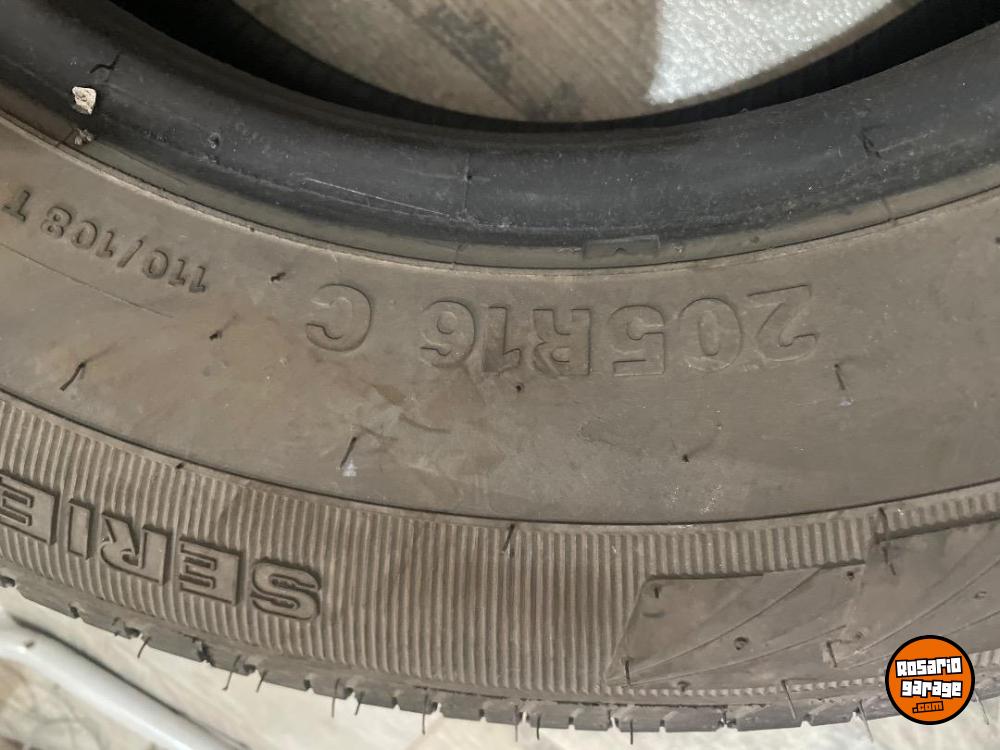 205R16 C
110/108 T
SERIE
ROSARIO
garage
.com